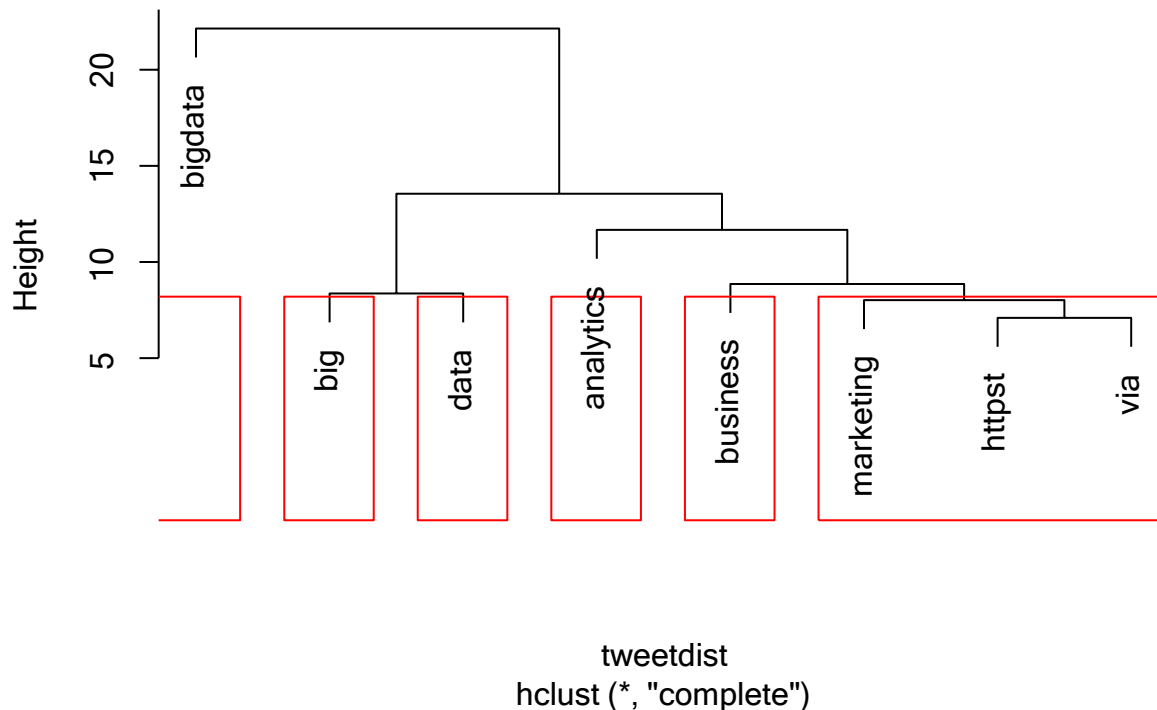 Height
20
15
10
5
bigdata
big
data
analytics
business
marketing
httpst
via
tweetdist
hclust (*, "complete")